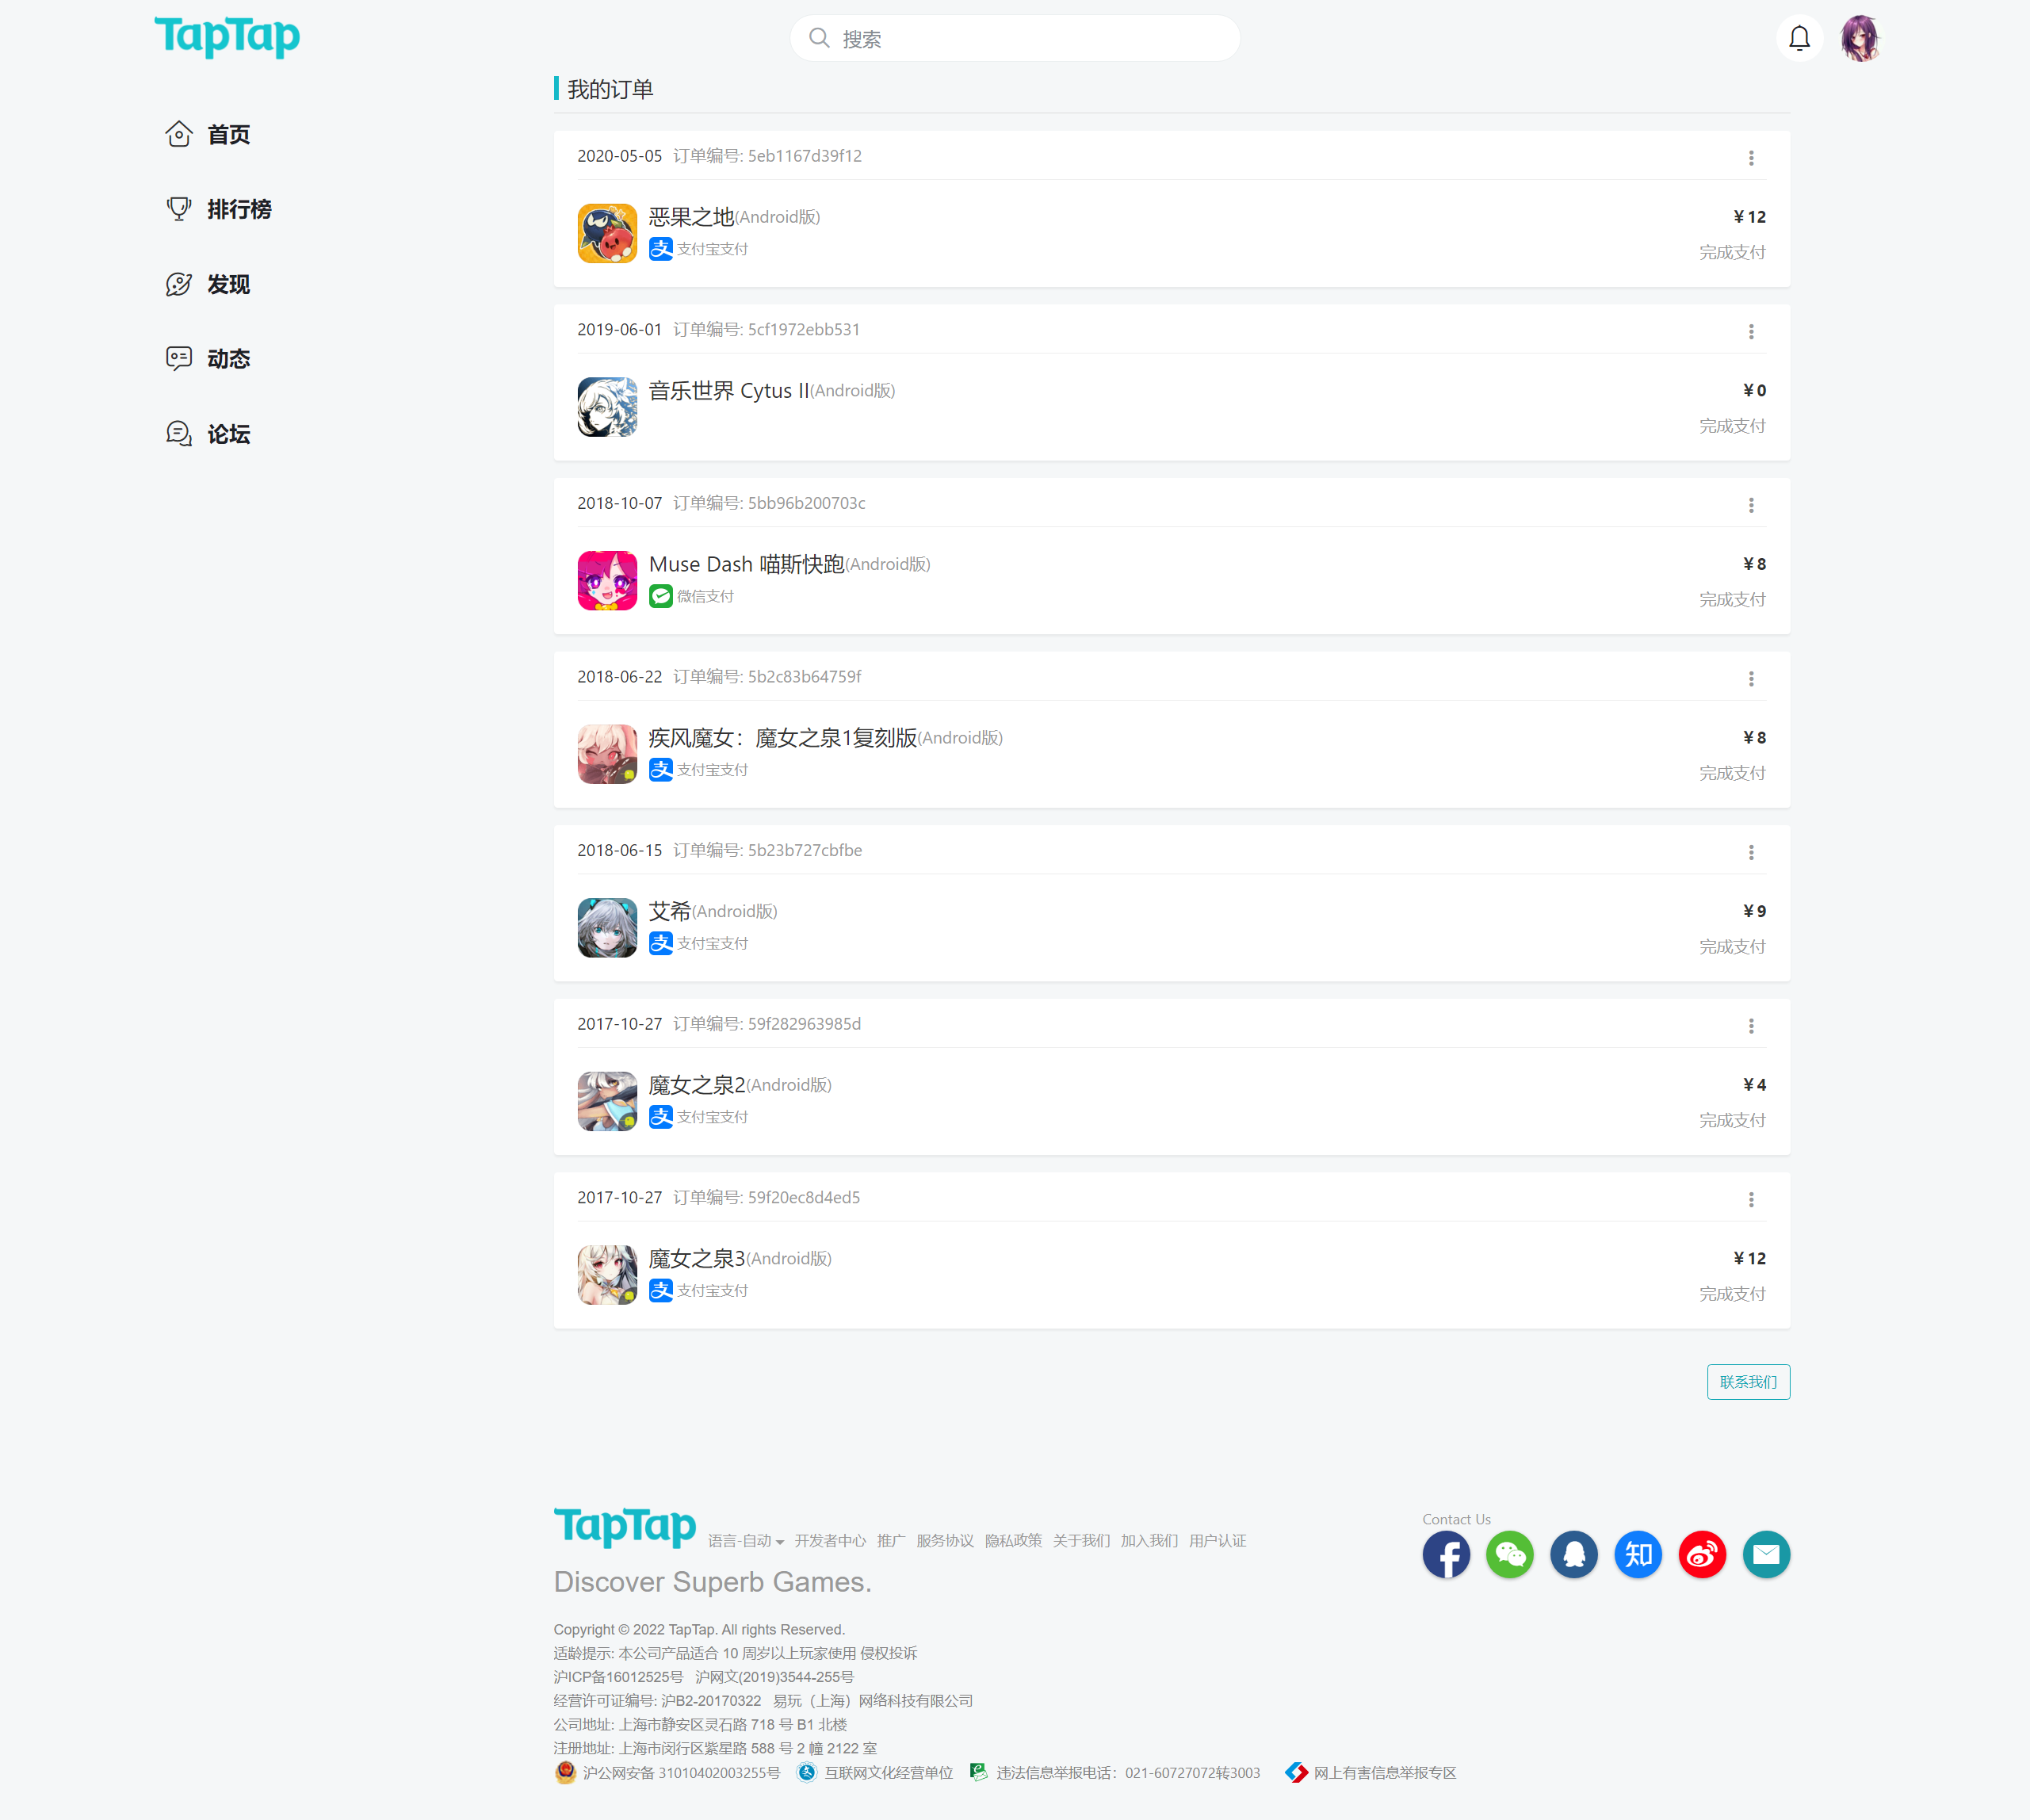 TapTap
搜索
首页
排行榜
发现
动态
论坛
我的订单
2020-05-05 订单编号: 5eb1167d39f12
恶果之地(Android版)
¥ 12
支 支付宝支付
完成支付
2019-06-01 订单编号: 5cf1972ebb531
音乐世界 Cytus II(Android版)
¥ 0
完成支付
2018-10-07 订单编号: 5bb96b200703c
Muse Dash 喵斯快跑(Android版)
¥ 8
微信支付
完成支付
2018-06-22 订单编号: 5b2c83b64759f
疾风魔女：魔女之泉1复刻版(Android版)
¥ 8
支 支付宝支付
完成支付
2018-06-15 订单编号: 5b23b727cbfbe
艾希(Android版)
¥ 9
支 支付宝支付
完成支付
2017-10-27 订单编号: 59f282963985d
魔女之泉2(Android版)
¥ 4
支 支付宝支付
完成支付
2017-10-27 订单编号: 59f20ec8d4ed5
魔女之泉3(Android版)
¥ 12
支 支付宝支付
完成支付
联系我们
TapTap 语言-自动 开发者中心 推广 服务协议 隐私政策 关于我们 加入我们 用户认证
Discover Superb Games.
Contact Us
知
Copyright © 2022 TapTap. All rights Reserved.
适龄提示: 本公司产品适合 10 周岁以上玩家使用 侵权投诉
沪ICP备16012525号 沪网文(2019)3544-255号
经营许可证编号: 沪B2-20170322 易玩（上海）网络科技有限公司
公司地址: 上海市静安区灵石路 718 号 B1 北楼
注册地址: 上海市闵行区紫星路 588 号 2 幢 2122 室
沪公网安备 31010402003255号 互联网文化经营单位 违法信息举报电话：021-60727072转3003 网上有害信息举报专区